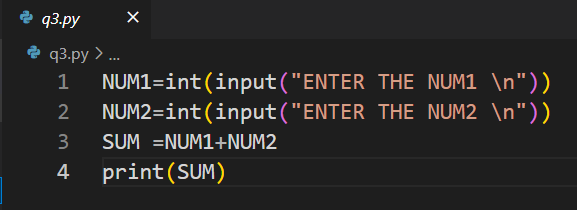 q3.py ×
q3.py > ...
1 NUM1=int(input("ENTER THE NUM1 \n"))
2 NUM2=int(input("ENTER THE NUM2 \n"))
3 SUM =NUM1+NUM2
4 print(SUM)